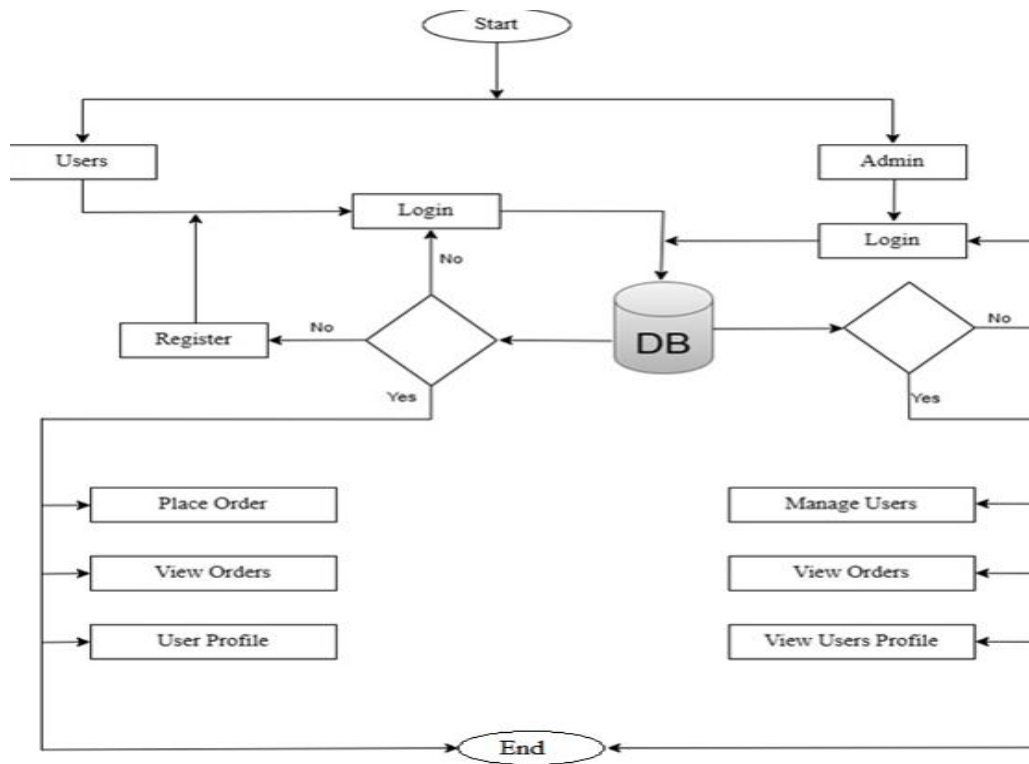 Start
Users
Admin
Login
Login
No
No
Register
No
DB
Yes
Yes
Place Order
Manage Users
View Orders
View Orders
User Profile
View Users Profile
End